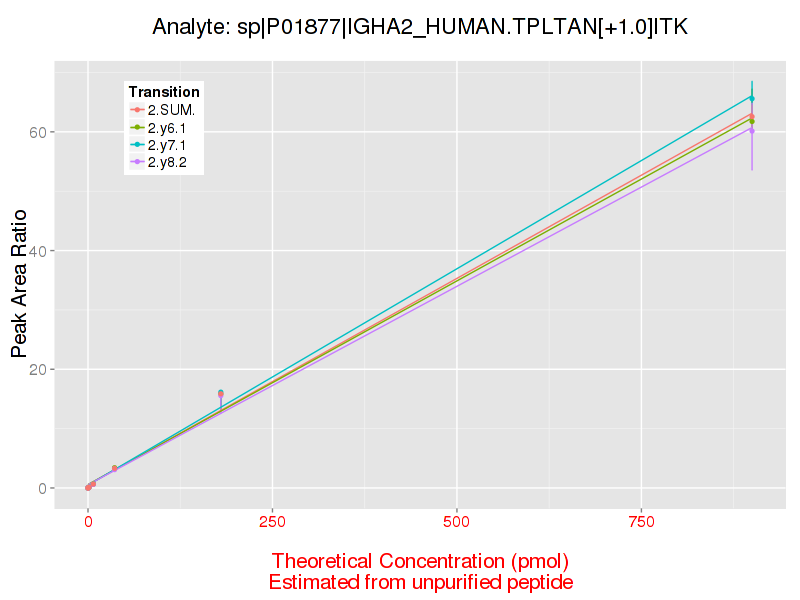 Analyte: sp|P01877|IGHA2_HUMAN.TPLTAN[+1.0]ITK
Transition
2.SUM.
2.y6.1
2.y7.1
2.y8.2
Peak Area Ratio
60
40
20
0
0 250 500 750
Theoretical Concentration (pmol)
Estimated from unpurified peptide